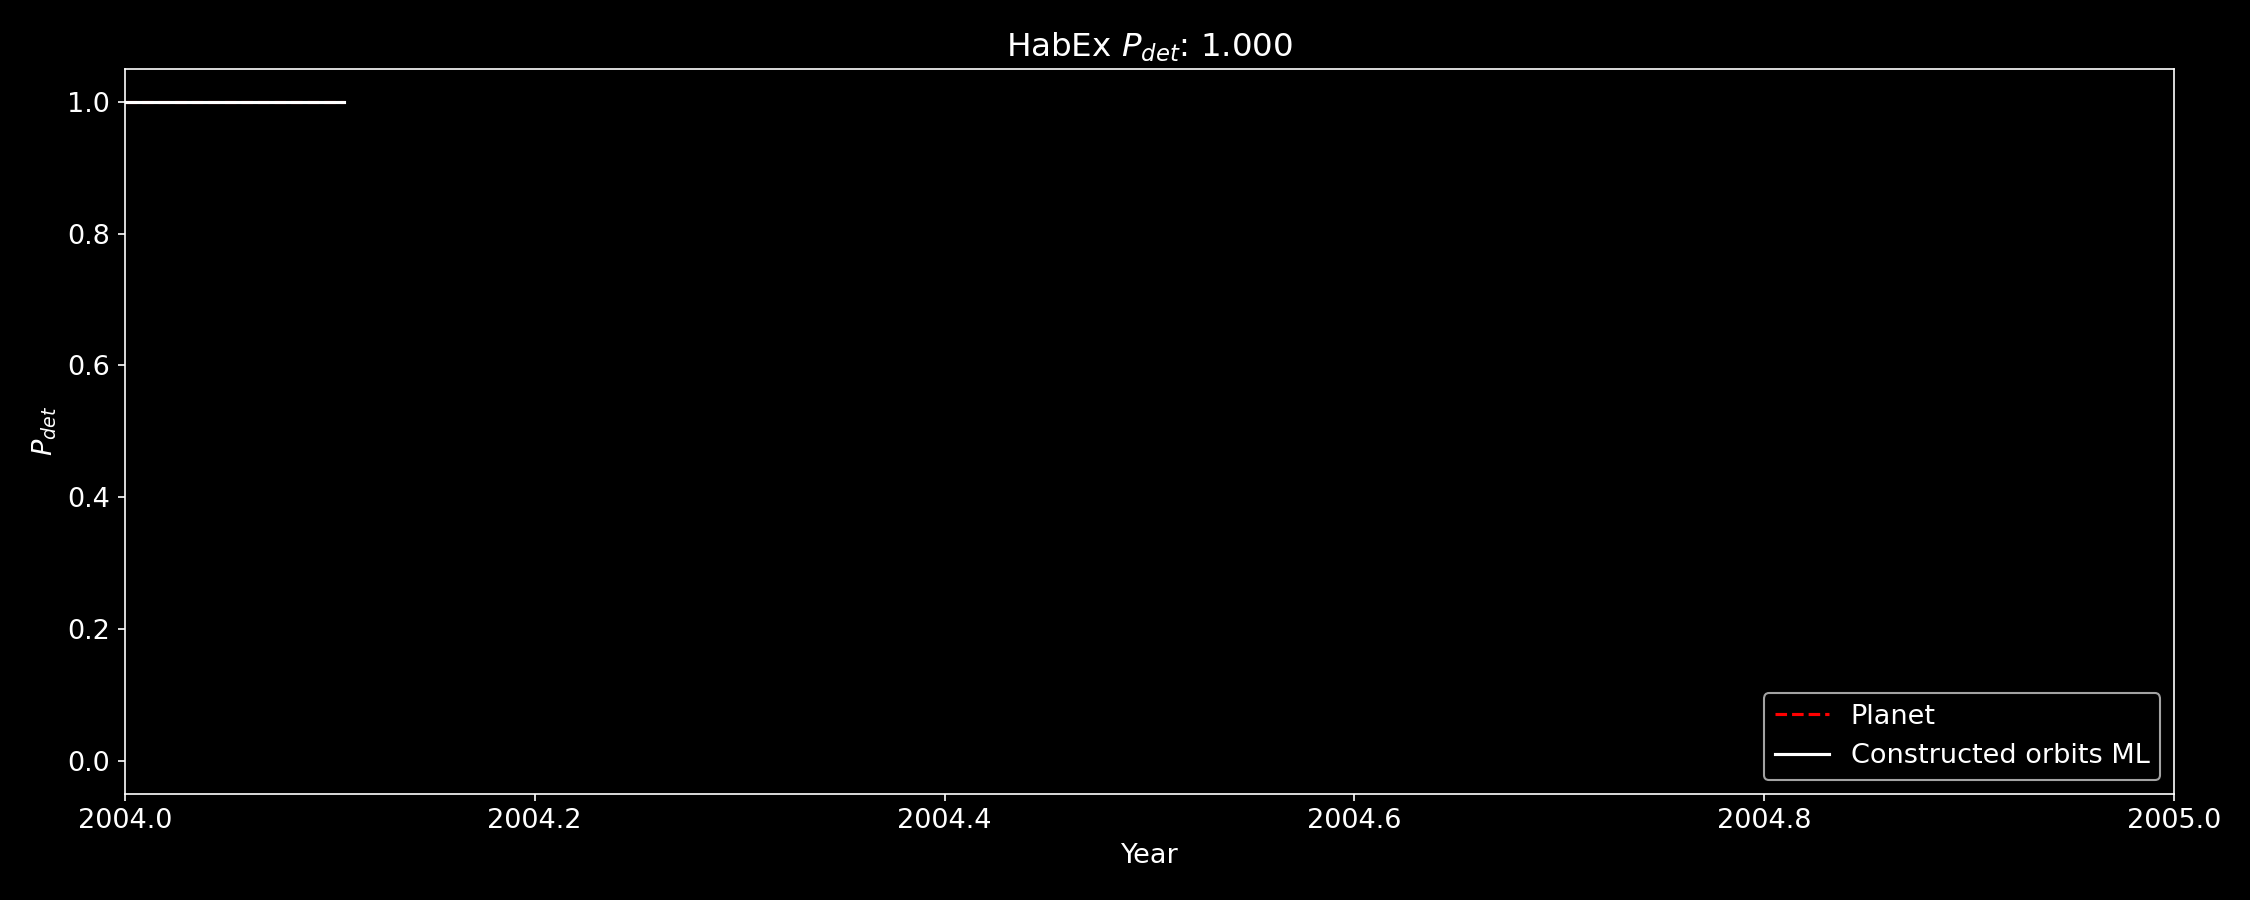 HabEx P_det: 1.000
1.0
0.8
0.6
0.4
0.2
0.0
P_det
Planet
Constructed orbits ML
2004.0 2004.2 2004.4 2004.6 2004.8 2005.0
Year